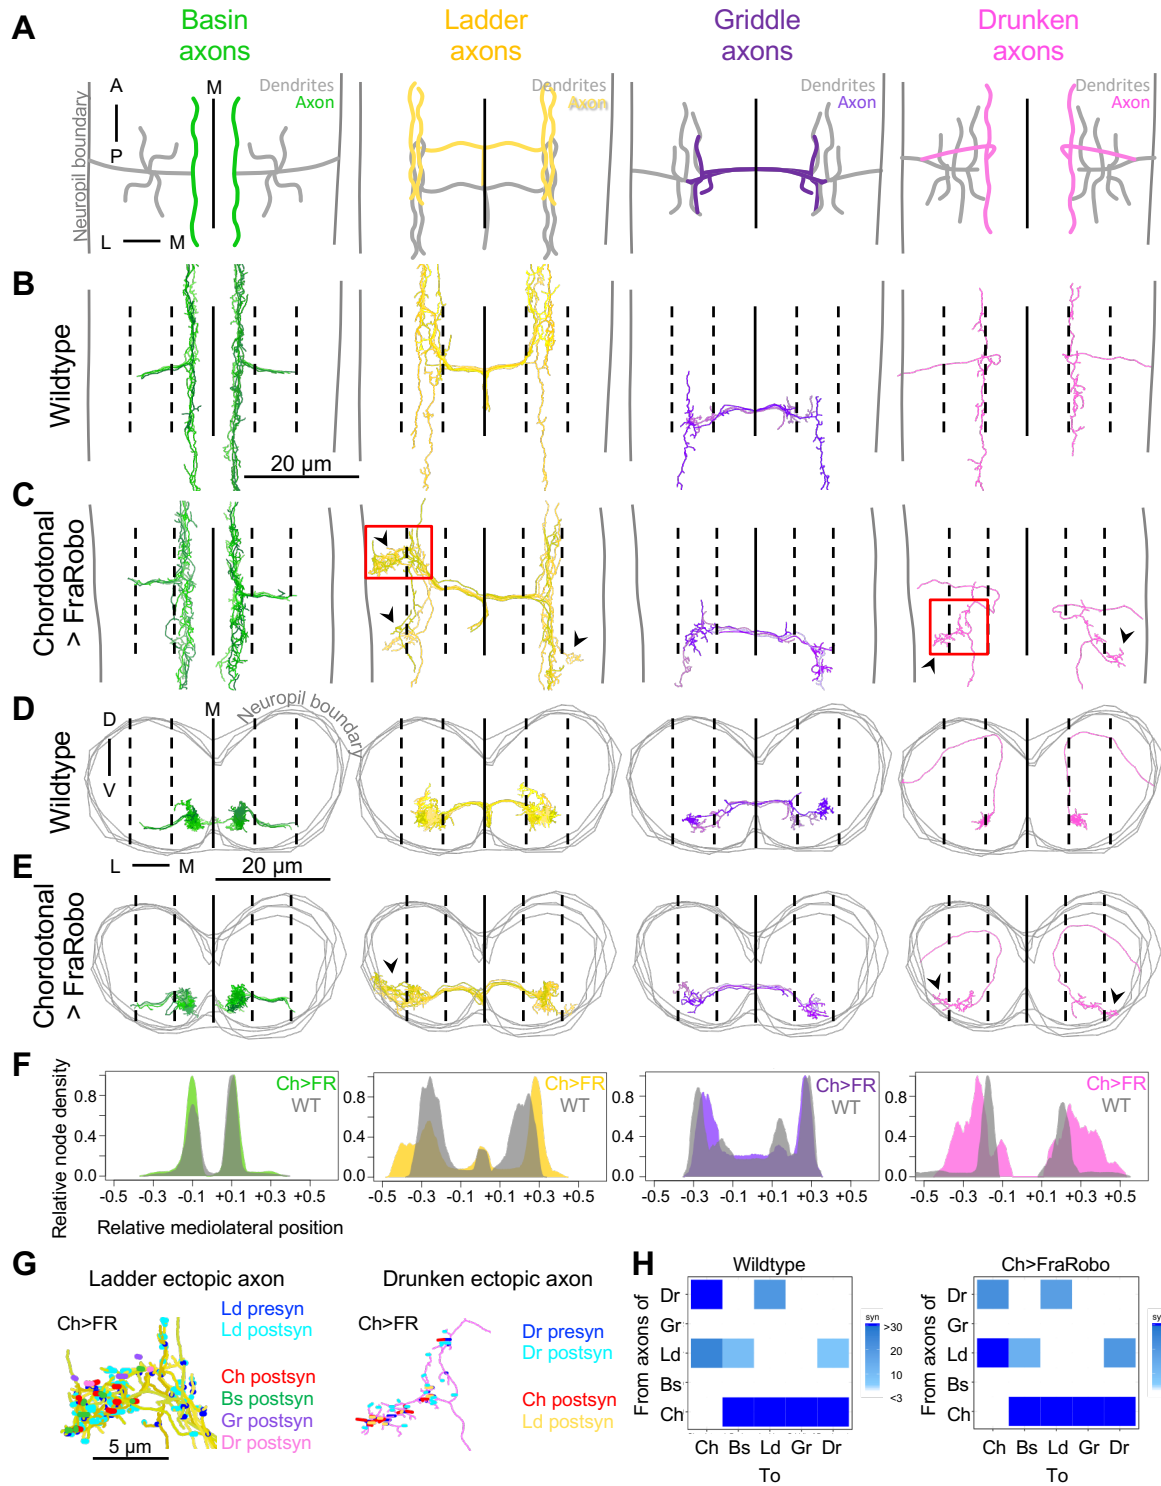 A
Basin axons
Ladder axons
Griddle axons
Drunken axons
Neuropil boundary
A
P
L
M
M
Dendrites
Axon
Dendrites
Axon
Dendrites
Axon
Dendrites
Axon
B
Wildtype
20 µm
C
Chordotonal > FraRobo
D
Wildtype
D
V
M
Neuropil boundary
L
M
20 µm
E
Chordotonal > FraRobo
F
Relative node density
0.8
0.4
0.0
Ch>FR
WT
-0.5 -0.3 -0.1 +0.1 +0.3 +0.5
0.8
0.4
0.0
Ch>FR
WT
-0.5 -0.3 -0.1 +0.1 +0.3 +0.5
0.8
0.4
0.0
Ch>FR
WT
-0.5 -0.3 -0.1 +0.1 +0.3 +0.5
0.8
0.4
0.0
Ch>FR
WT
-0.5 -0.3 -0.1 +0.1 +0.3 +0.5
Relative mediolateral position
G
Ladder ectopic axon
Ch>FR
Ld presyn
Ld postsyn
Ch postsyn
Bs postsyn
Gr postsyn
Dr postsyn
5 µm
Drunken ectopic axon
Ch>FR
Dr presyn
Dr postsyn
Ch postsyn
Ld postsyn
H
Wildtype
From axons of
Dr
Gr
Ld
Bs
Ch
Ch Bs Ld Gr Dr
To
syn
>30
20
10
<3
Ch>FraRobo
From axons of
Dr
Gr
Ld
Bs
Ch
Ch Bs Ld Gr Dr
To